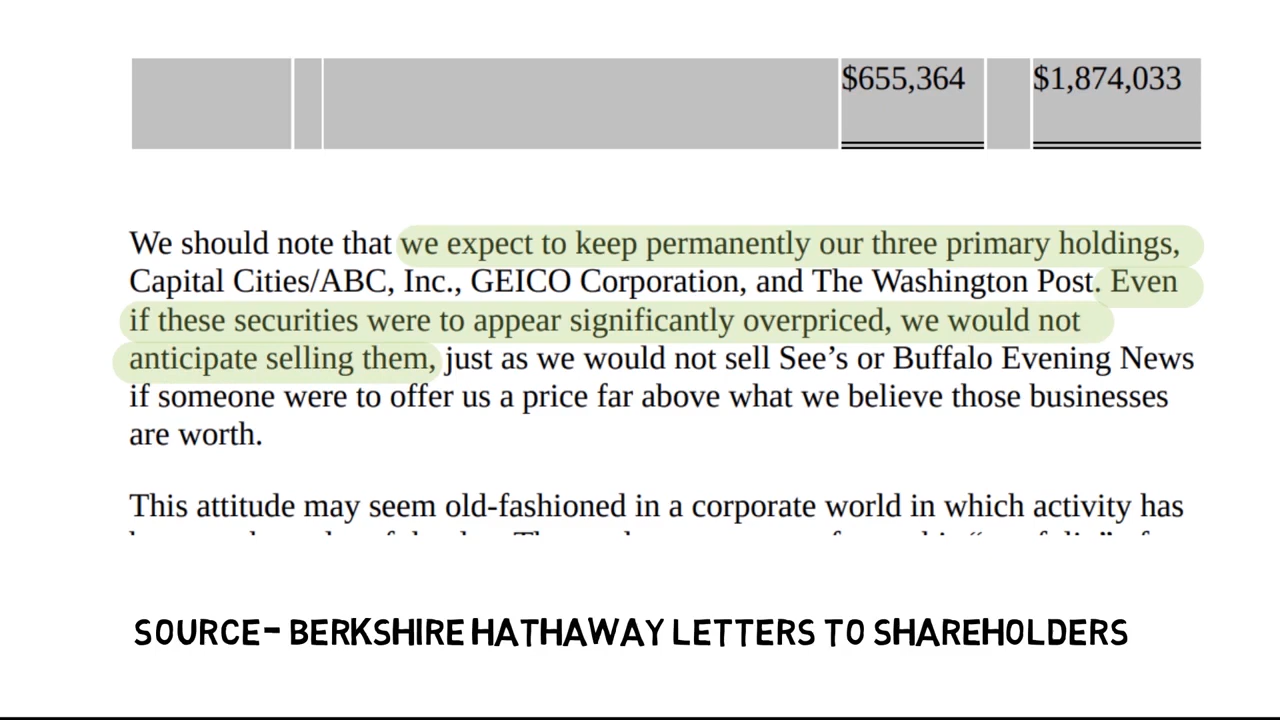 $655,364 $1,874,033
We should note that we expect to keep permanently our three primary holdings,
Capital Cities/ABC, Inc., GEICO Corporation, and The Washington Post. Even
if these securities were to appear significantly overpriced, we would not
anticipate selling them, just as we would not sell See’s or Buffalo Evening News
if someone were to offer us a price far above what we believe those businesses
are worth.
This attitude may seem old-fashioned in a corporate world in which activity has
SOURCE- BERKSHIRE HATHAWAY LETTERS TO SHAREHOLDERS